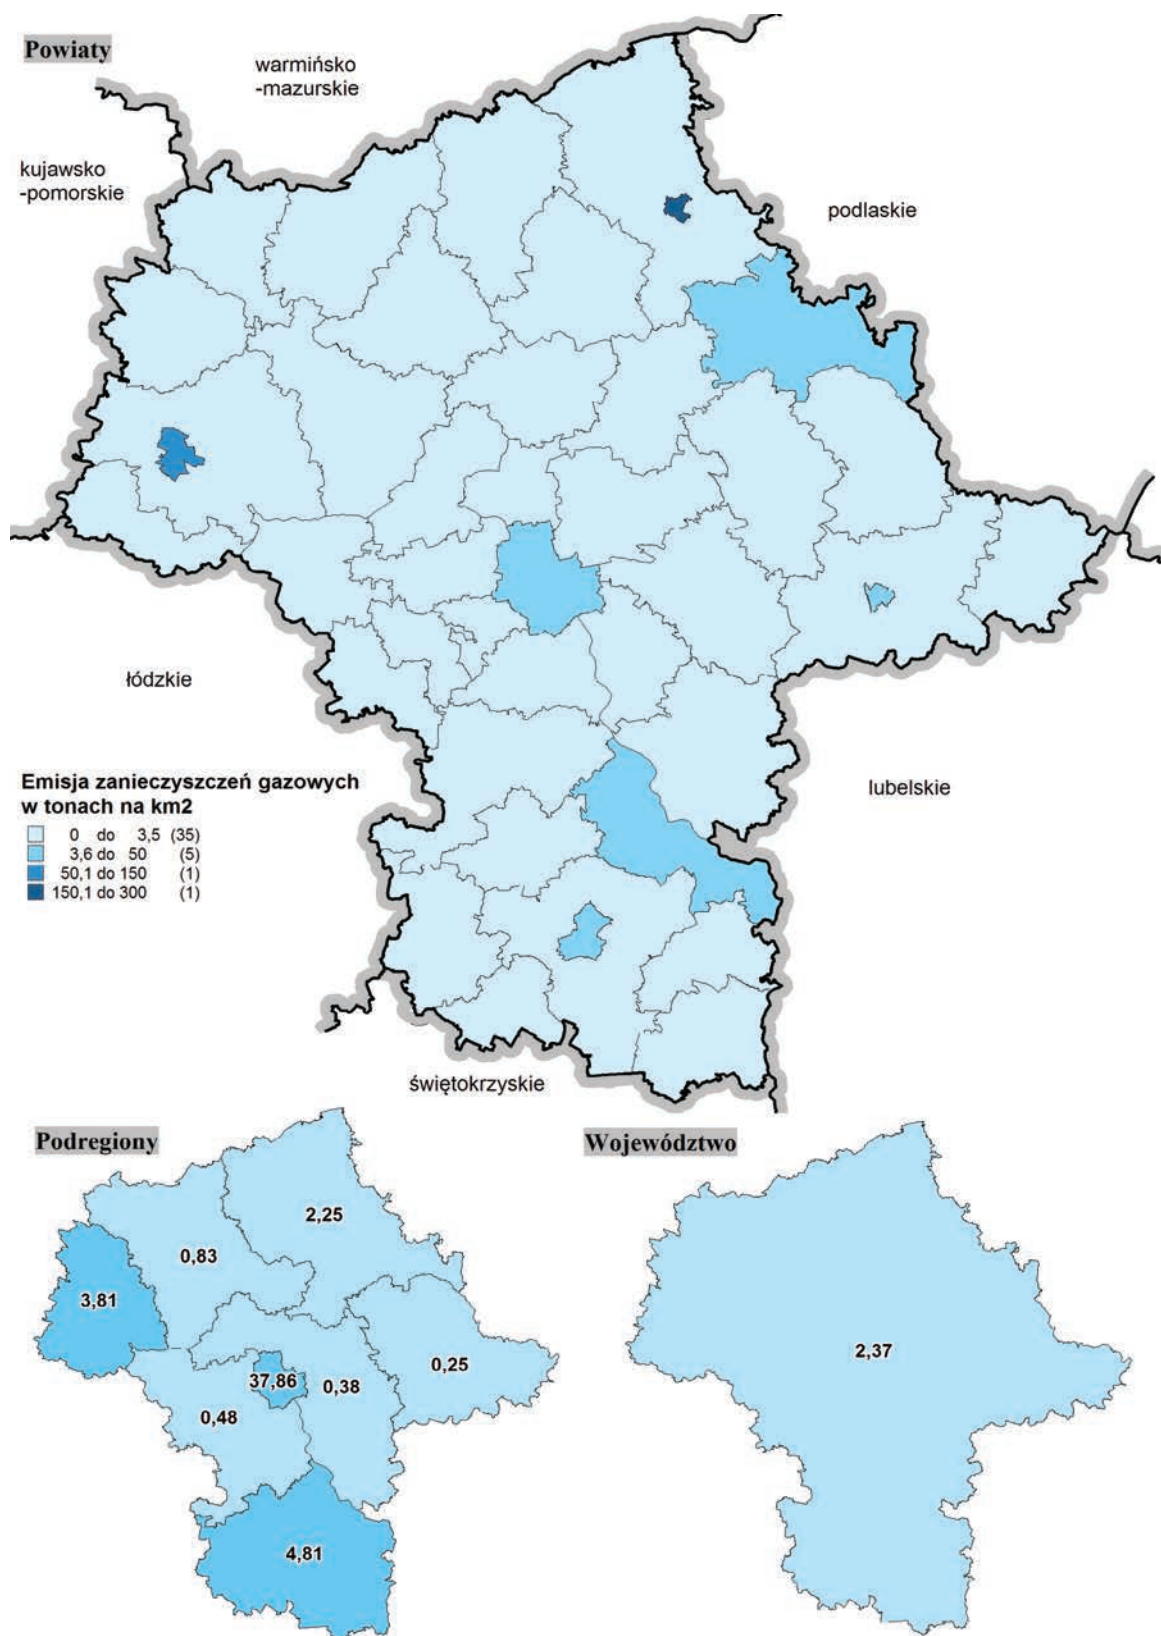 Powiaty
warmińsko
-mazurskie
kujawsko
-pomorskie
podlaskie
łódzkie
lubelskie
Emisja zanieczyszczeń gazowych
w tonach na km2
0 do 3,5 (35)
3,6 do 50 (5)
50,1 do 150 (1)
150,1 do 300 (1)
świętokrzyskie
Podregiony
Województwo
2,25
0,83
3,81
2,37
0,25
37,86
0,38
0,48
4,81